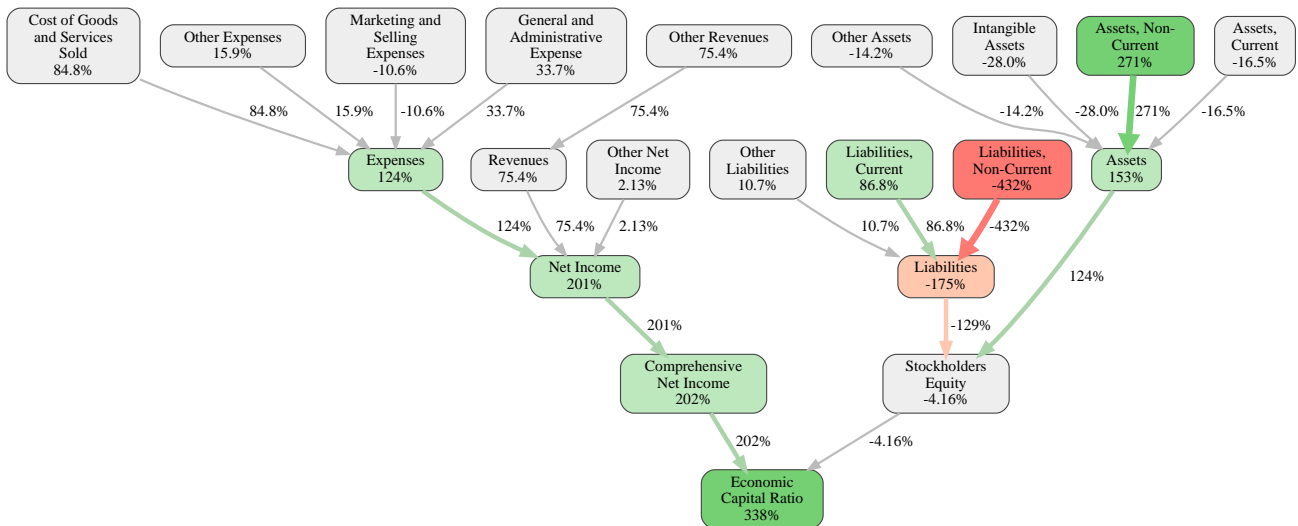 Cost of Goods
and Services
Sold
84.8%
Other Expenses
15.9%
Marketing and
Selling
Expenses
-10.6%
General and
Administrative
Expense
33.7%
Other Revenues
75.4%
Other Assets
-14.2%
Intangible
Assets
-28.0%
Assets, Non-
Current
271%
Assets,
Current
-16.5%
84.8%
15.9%
-10.6%
33.7%
75.4%
-14.2%
-28.0%
271%
-16.5%
Expenses
124%
Revenues
75.4%
Other Net
Income
2.13%
Other
Liabilities
10.7%
Liabilities,
Current
86.8%
Liabilities,
Non-Current
-432%
Assets
153%
124%
75.4%
2.13%
10.7%
86.8%
-432%
Net Income
201%
Liabilities
-175%
124%
201%
-129%
Comprehensive
Net Income
202%
Stockholders
Equity
-4.16%
202%
-4.16%
Economic
Capital Ratio
338%